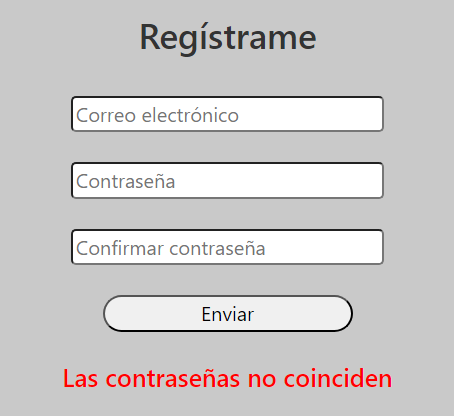 Regístrame
Correo electrónico
Contraseña
Confirmar contraseña
Enviar
Las contraseñas no coinciden